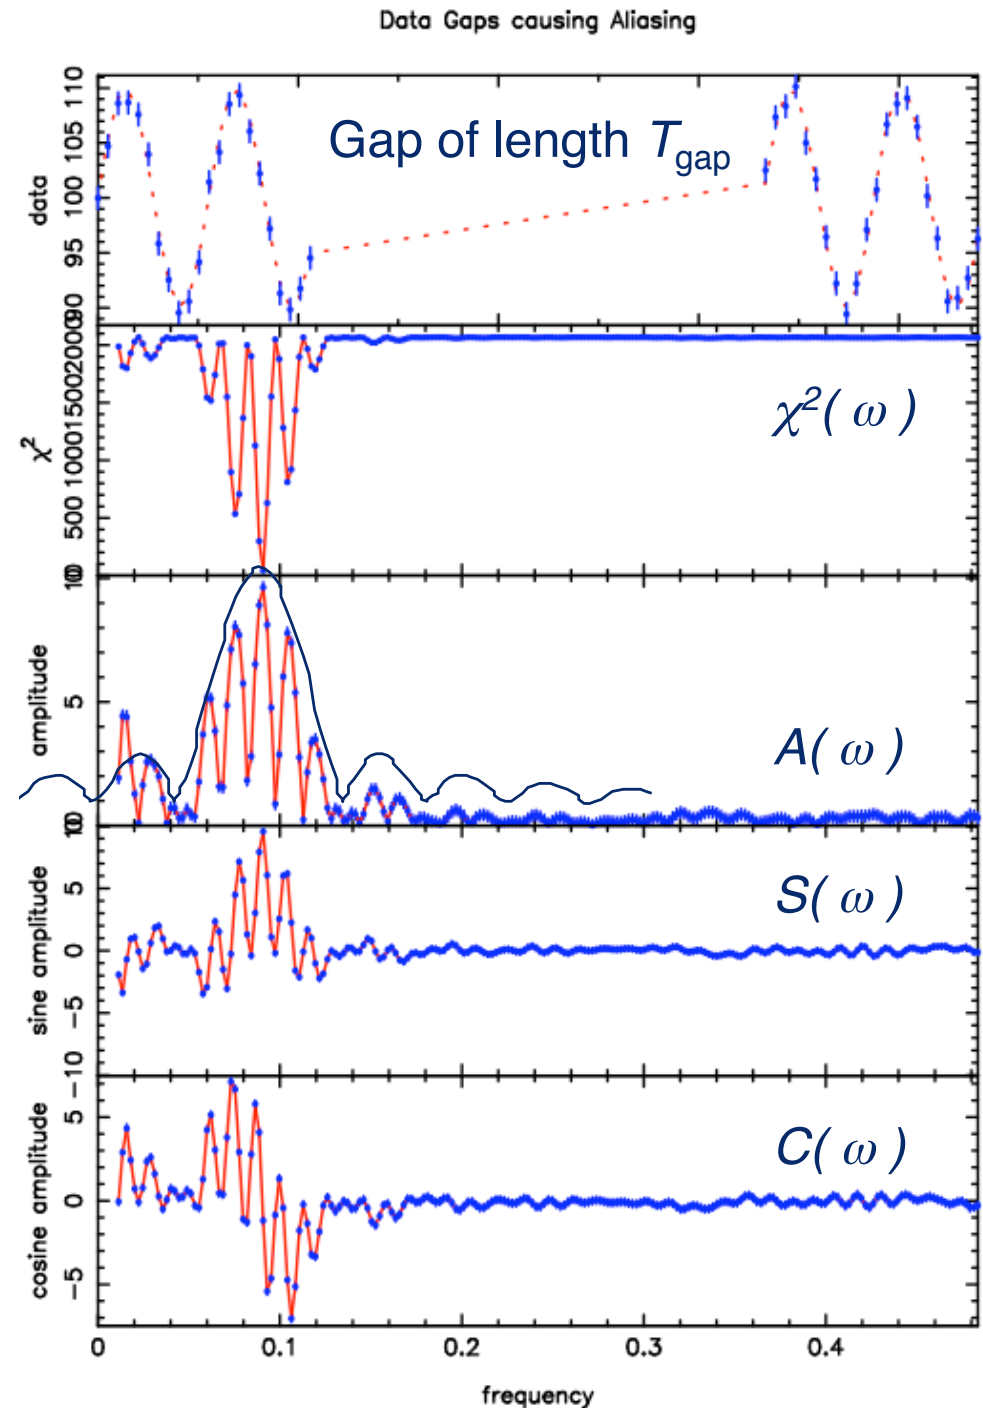 Data Gaps causing Aliasing
data
110
105
100
95
90
Gap of length T_gap
χ²
2000
1500
1000
500
0
χ²( ω )
amplitude
10
5
0
A( ω )
sine amplitude
10
5
0
−5
S( ω )
cosine amplitude
−10
5
0
−5
C( ω )
0
0.1
0.2
0.3
0.4
frequency